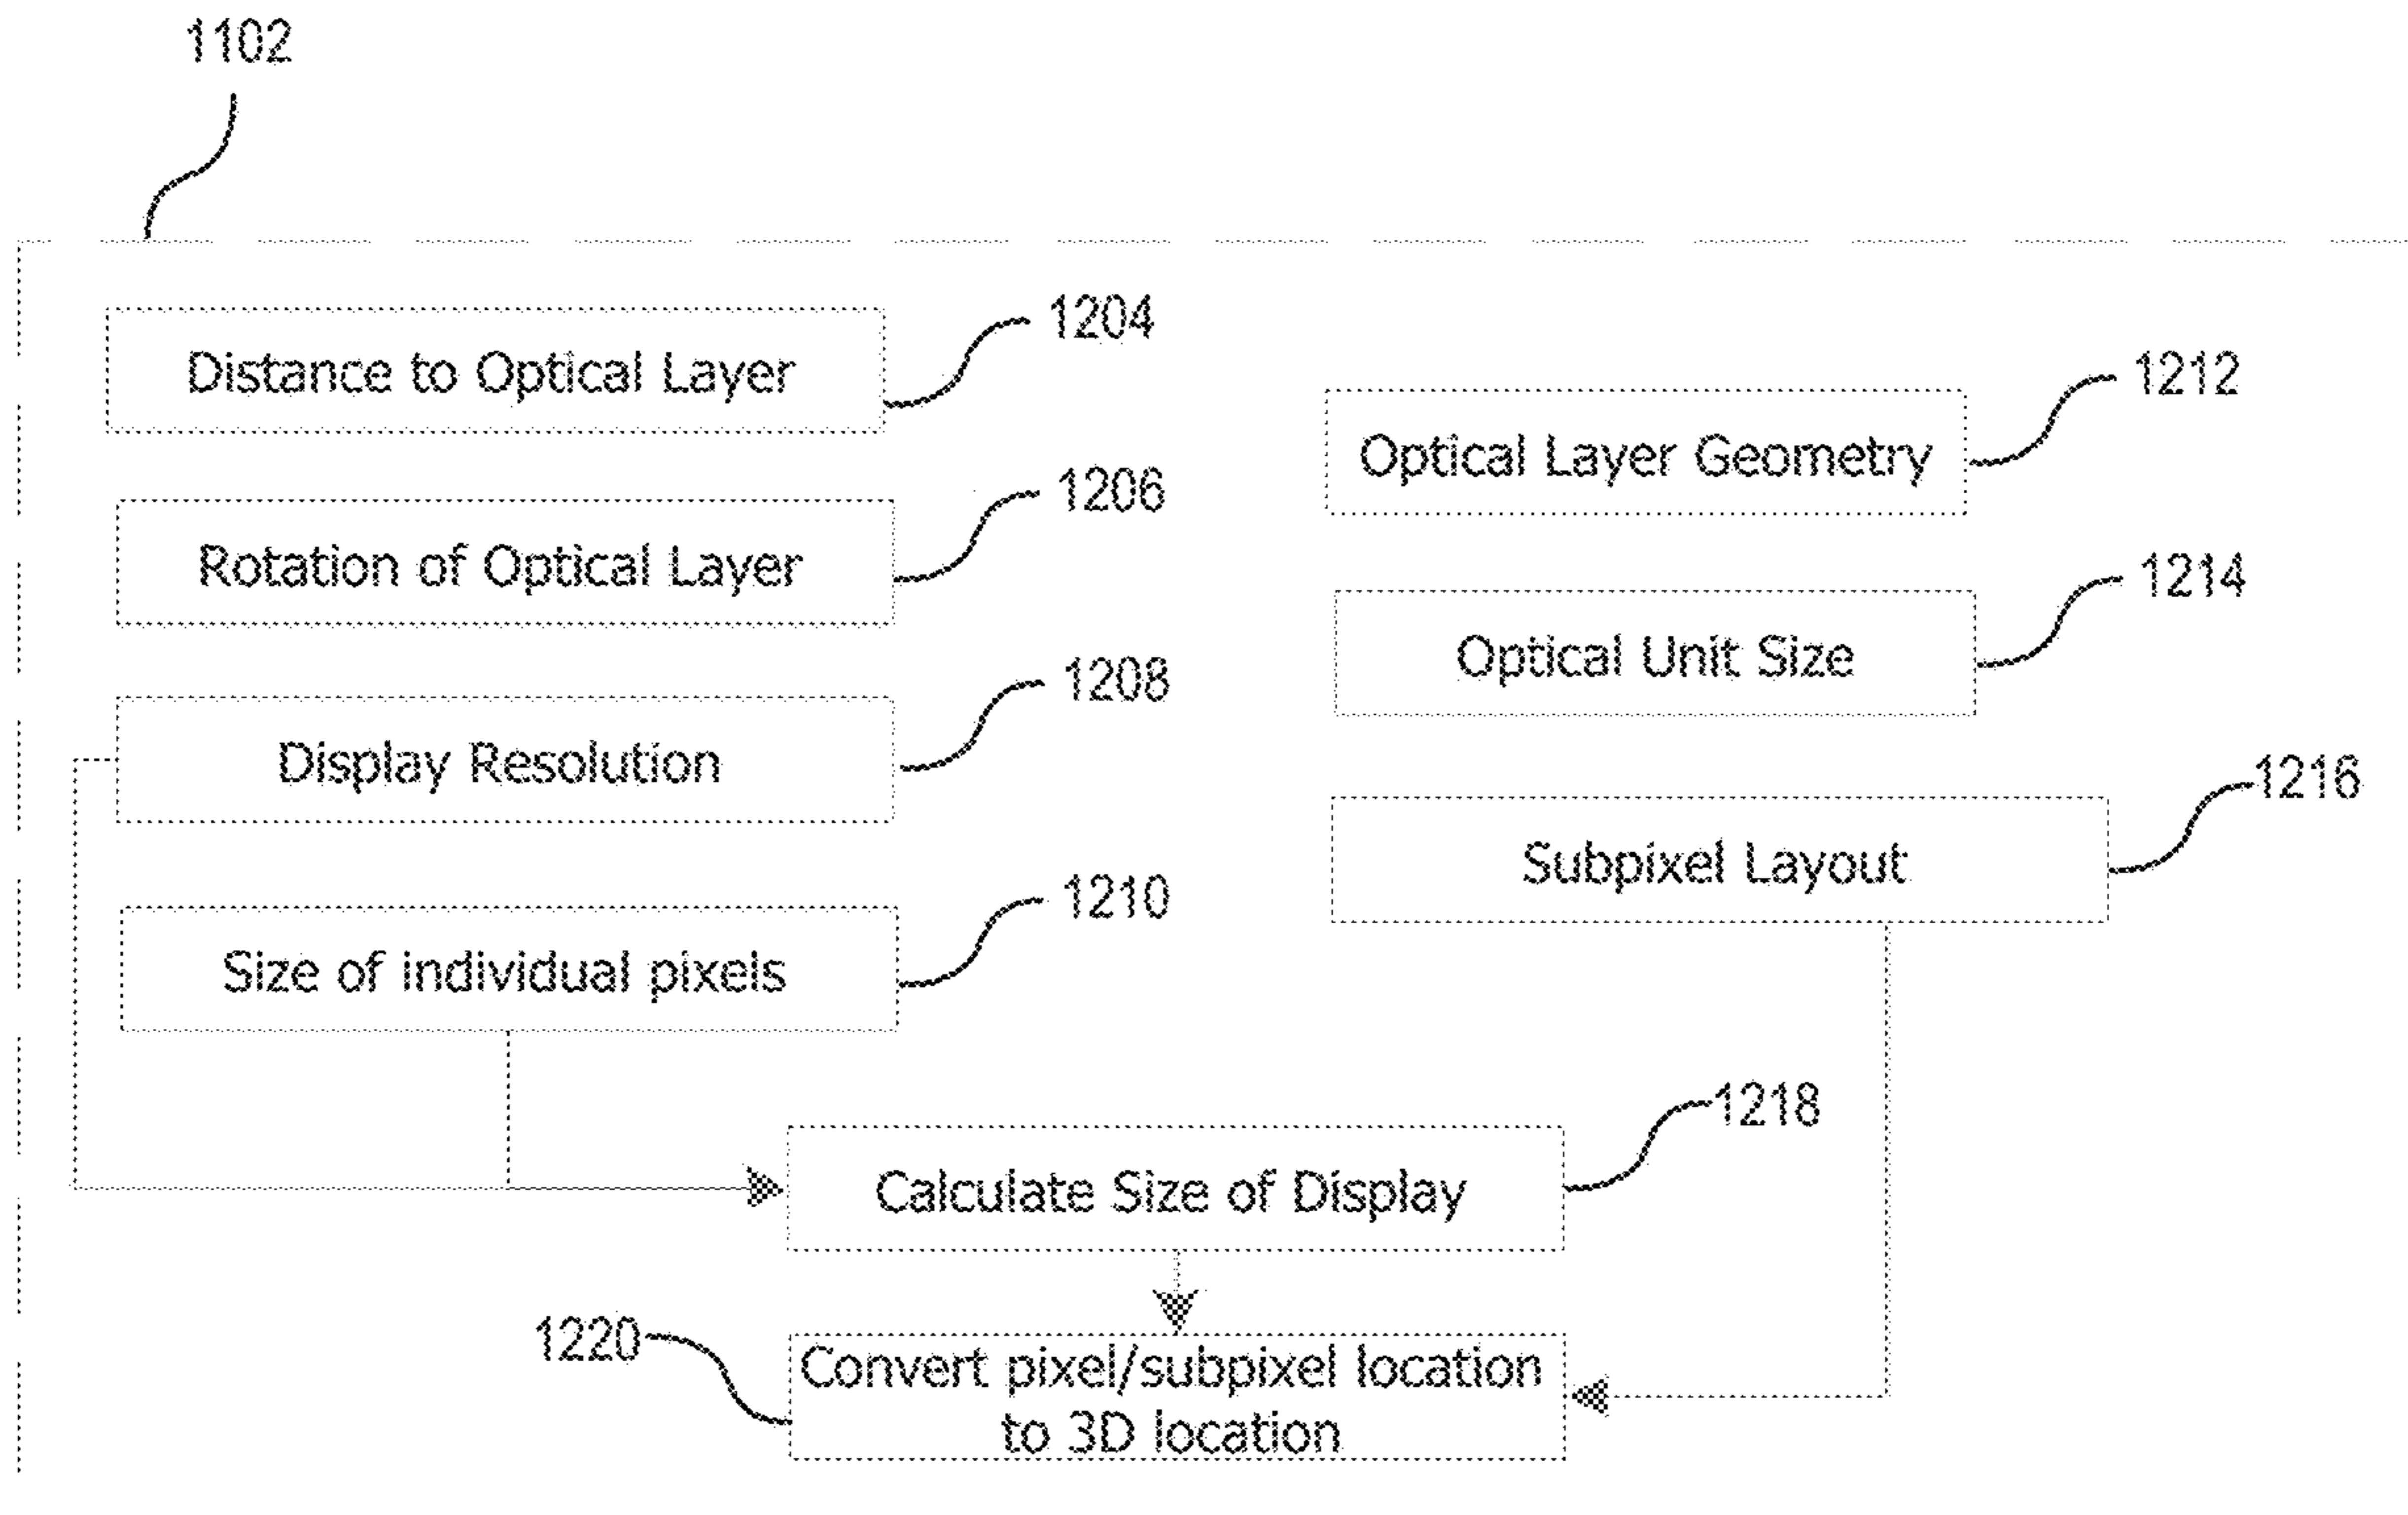 1102
Distance to Optical Layer
1204
Rotation of Optical Layer
1206
Display Resolution
1208
Size of individual pixels
1210
Optical Layer Geometry
1212
Optical Unit Size
1214
Subpixel Layout
1216
Calculate Size of Display
1218
1220
Convert pixel/subpixel location
to 3D location